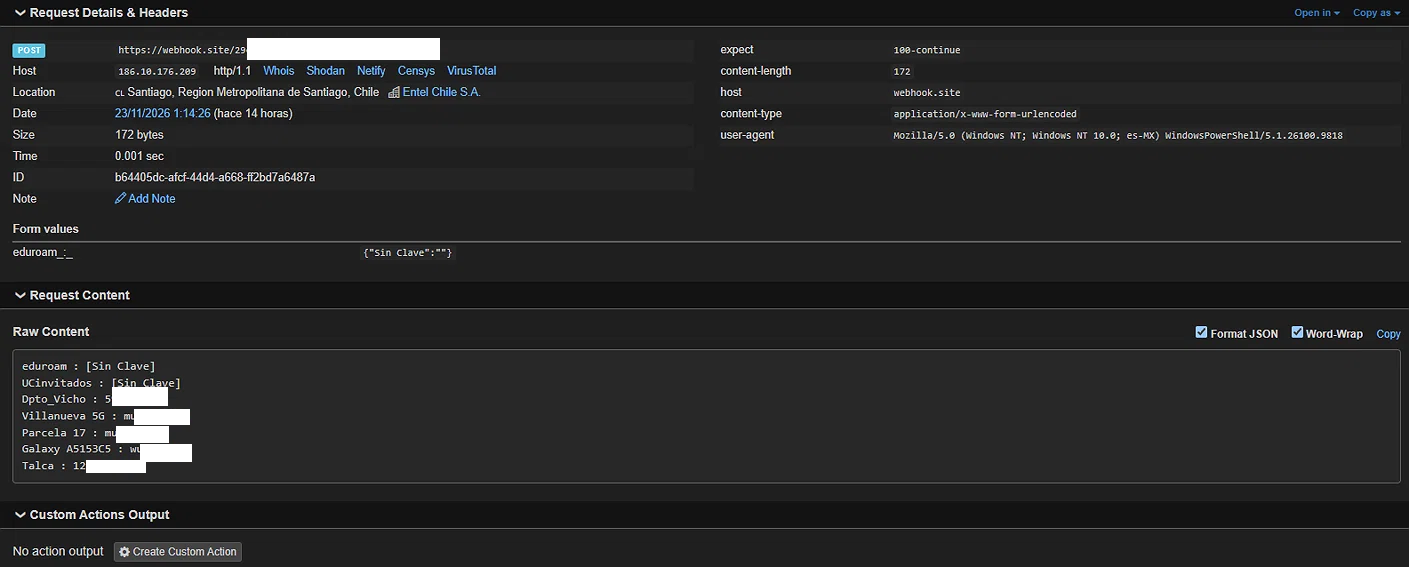 Request Details & Headers
Open in
Copy as
POST https://webhook.site/29
Host 186.10.176.209 http/1.1 Whois Shodan Netify Censys VirusTotal
Location CL Santiago, Region Metropolitana de Santiago, Chile Entel Chile S.A.
Date 23/11/2026 1:14:26 (hace 14 horas)
Size 172 bytes
Time 0.001 sec
ID b64405dc-afcf-44d4-a668-ff2bd7a6487a
Note Add Note
expect 100-continue
content-length 172
host webhook.site
content-type application/x-www-form-urlencoded
user-agent Mozilla/5.0 (Windows NT; Windows NT 10.0; es-MX) WindowsPowerShell/5.1.26100.9818
Form values
eduroam_:_ {"Sin Clave":""}
Request Content
Raw Content
Format JSON Word-Wrap Copy
eduroam : [Sin Clave]
UCinvitados : [Sin Clave]
Dpto_Vicho : 5
Villanueva 5G : mu
Parcela 17 : mu
Galaxy A5153C5 : wu
Talca : 12
Custom Actions Output
No action output Create Custom Action